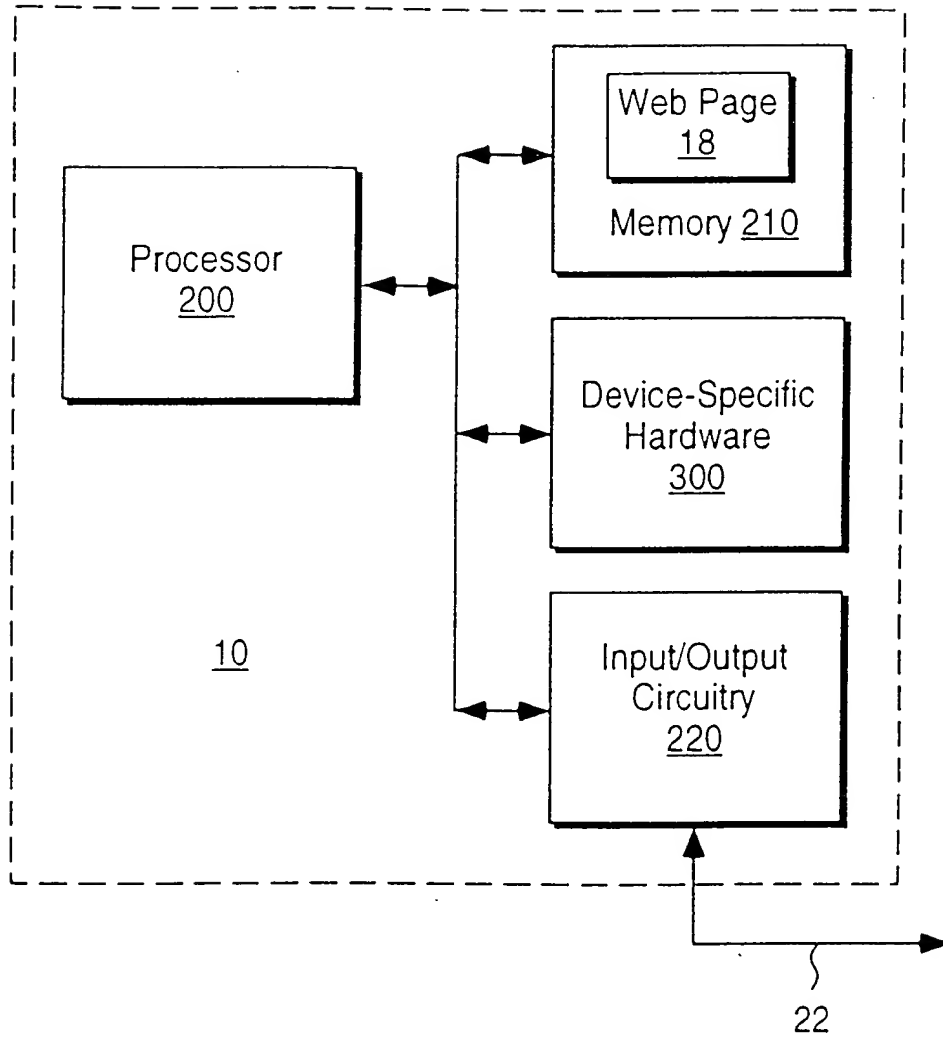 Web Page
18
Memory 210
Processor
200
Device-Specific
Hardware
300
10
Input/Output
Circuitry
220
22